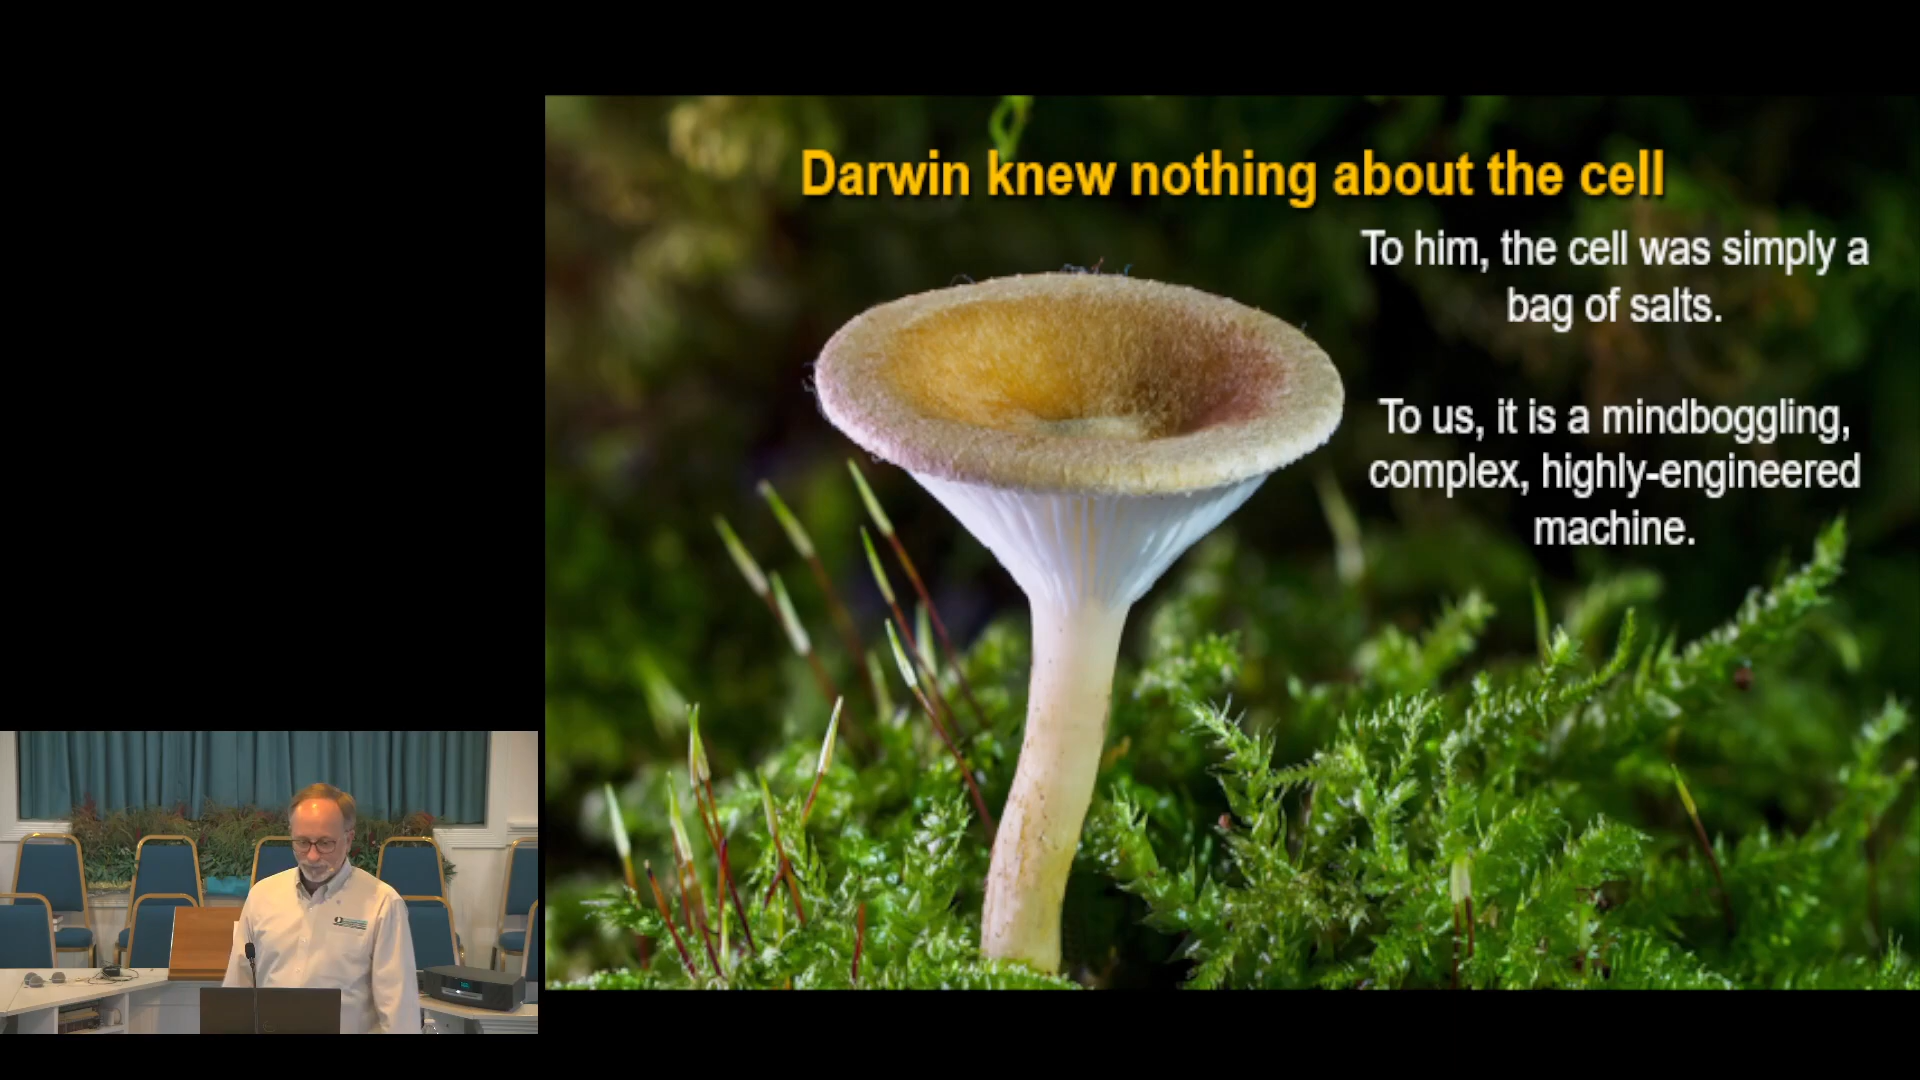 Darwin knew nothing about the cell
To him, the cell was simply a
bag of salts.
To us, it is a mindboggling,
complex, highly-engineered
machine.